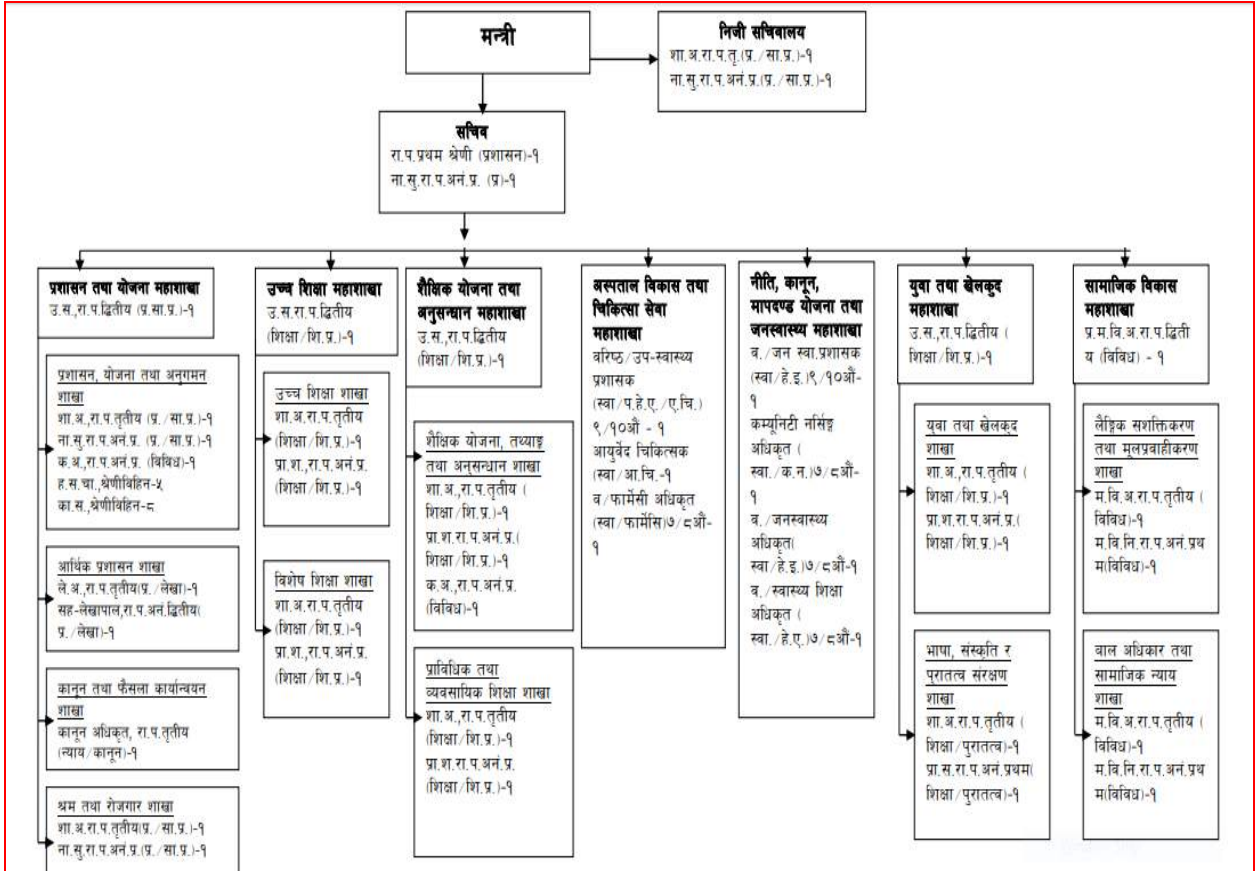 मन्त्री
निजी सचिवालय
शा.अ.रा.प.तृ.(प्र./सा.प्र.)-१
ना.सु.रा.प.अनं.प्र.(प्र./सा.प्र.)-१
सचिव
रा.प.प्रथम श्रेणी (प्रशासन)-१
ना.सु.रा.प.अनं.प्र. (प्र)-१
प्रशासन तथा योजना महाशाखा
उ.स.,रा.प.द्धितीय (प्र.सा.प्र.)-१
प्रशासन, योजना तथा अनुगमन
शाखा
शा.अ.,रा.प.तृतीय (प्र./सा.प्र.)-१
ना.सु.रा.प.अनं.प्र. (प्र./सा.प्र.)-१
क.अ.,रा.प.अनं.प्र. (विविध)-१
ह.स.चा.,श्रेणीविहिन-५
का.स.,श्रेणीविहिन-८
आर्थिक प्रशासन शाखा
ले.अ.,रा.प.तृतीय(प्र./लेखा)-१
सह-लेखापाल,रा.प.अनं.द्धितीय(
प्र./लेखा)-१
कानून तथा फैसला कार्यान्वयन
शाखा
कानून अधिकृत, रा.प.तृतीय
(न्याय/कानून)-१
श्रम तथा रोजगार शाखा
शा.अ.रा.प.तृतीय(प्र./सा.प्र.)-१
ना.सु.रा.प.अनं.प्र.(प्र./सा.प्र.)-१
उच्च शिक्षा महाशाखा
उ.स.रा.प.द्धितीय
(शिक्षा/शि.प्र.)-१
उच्च शिक्षा शाखा
शा.अ.रा.प.तृतीय
(शिक्षा/शि.प्र.)-१
प्रा.श.,रा.प.अनं.प्र.
(शिक्षा/शि.प्र.)-१
विशेष शिक्षा शाखा
शा.अ.रा.प.तृतीय
(शिक्षा/शि.प्र.)-१
प्रा.श.,रा.प.अनं.प्र.
(शिक्षा/शि.प्र.)-१
शैक्षिक योजना तथा
अनुसन्धान महाशाखा
उ.स.,रा.प.द्धितीय
(शिक्षा/शि.प्र.)-१
शैक्षिक योजना, तथ्याङ्क
तथा अनुसन्धान शाखा
शा.अ.,रा.प.तृतीय (
शिक्षा/शि.प्र.)-१
प्रा.श.रा.प.अनं.प्र.(
शिक्षा/शि.प्र.)-१
क.अ.,रा.प.अनं.प्र.
(विविध)-१
प्राविधिक तथा
व्यवसायिक शिक्षा शाखा
शा.अ.,रा.प.तृतीय
(शिक्षा/शि.प्र.)-१
प्रा.श.रा.प.अनं.प्र.
(शिक्षा/शि.प्र.)-१
अस्पताल विकास तथा
चिकित्सा सेवा
महाशाखा
वरिष्ठ/उप-स्वास्थ्य
प्रशासक
(स्वा/प.हे.ए./ए.चि.)
९/१०औं - १
आयुर्वेद चिकित्सक
(स्वा/आ.चि.-१
व/फार्मेसी अधिकृत
(स्वा/फार्मेसि)७/८औं-
१
नीति, कानून,
मापदण्ड योजना तथा
जनस्वास्थ्य महाशाखा
व./जन स्वा.प्रशासक
(स्वा/हे.इ.)९/१०औं-
१
कम्यूनिटी नर्सिङ्ग
अधिकृत (
स्वा./क.न.)७/८औं-
१
व./जनस्वास्थ्य
अधिकृत(
स्वा./हे.इ.)७/८औं-१
व./स्वास्थ्य शिक्षा
अधिकृत (
स्वा./हे.ए.)७/८औं-१
युवा तथा खेलकुद
महाशाखा
उ.स.,रा.प.द्धितीय (
शिक्षा/शि.प्र.)-१
युवा तथा खेलकुद
शाखा
शा.अ.,रा.प.तृतीय (
शिक्षा/शि.प्र.)-१
प्रा.श.रा.प.अनं.प्र.(
शिक्षा/शि.प्र.)-१
भाषा, संस्कृति र
पुरातत्व संरक्षण
शाखा
शा.अ.रा.प.तृतीय (
शिक्षा/पुरातत्व)-१
प्रा.स.रा.प.अनं.प्रथम(
शिक्षा/पुरातत्व)-१
सामाजिक विकास
महाशाखा
प्र.म.वि.अ.रा.प.द्धिती
य (विविध) - १
लैङ्गिक सशक्तिकरण
तथा मूलप्रवाहीकरण
शाखा
म.वि.अ.रा.प.तृतीय (
विविध)-१
म.वि.नि.रा.प.अनं.प्रथ
म(विविध)-१
वाल अधिकार तथा
सामाजिक न्याय
शाखा
म.वि.अ.रा.प.तृतीय (
विविध)-१
म.वि.नि.रा.प.अनं.प्रथ
म(विविध)-१